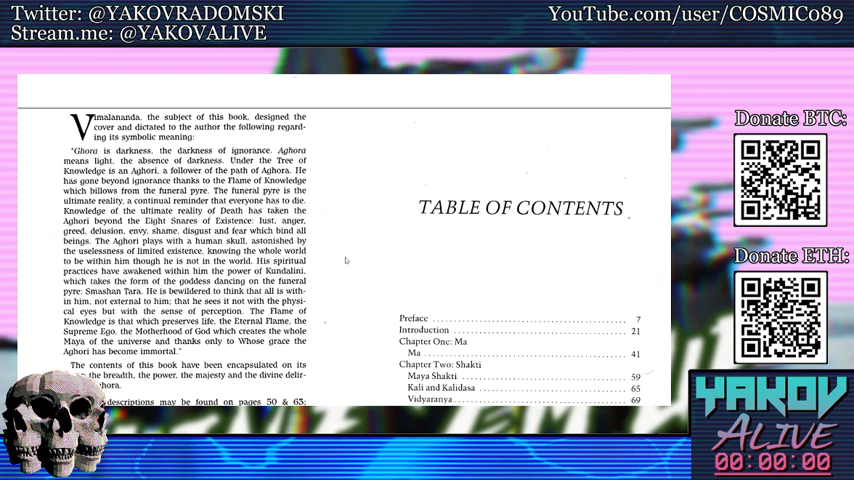 Twitter: @YAKOVRADOMSKI
Stream.me: @YAKOVALIVE
YouTube.com/user/COSMIC089
Vimalananda, the subject of this book, designed the
cover and dictated to the author the following regard-
ing its symbolic meaning:
"Ghora is darkness, the darkness of ignorance. Aghora
means light, the absence of darkness. Under the Tree of
Knowledge is an Aghori, a follower of the path of Aghora. He
has gone beyond ignorance thanks to the Flame of Knowledge
which billows from the funeral pyre. The funeral pyre is the
ultimate reality, a continual reminder that everyone has to die.
Knowledge of the ultimate reality of Death has taken the
Aghori beyond the Eight Snares of Existence: lust, anger,
greed, delusion, envy, shame, disgust and fear which bind all
beings. The Aghori plays with a human skull, astonished by
the uselessness of limited existence, knowing the whole world
to be within him though he is not in the world. His spiritual
practices have awakened within him the power of Kundalini,
which takes the form of the goddess dancing on the funeral
pyre: Smashan Tara. He is bewildered to think that all is with-
in him, not external to him; that he sees it not with the physi-
cal eyes but with the sense of perception. The Flame of
Knowledge is that which preserves life, the Eternal Flame, the
Supreme Ego, the Motherhood of God which creates the whole
Maya of the universe and thanks only to Whose grace the
Aghori has become immortal."
The contents of this book have been encapsulated on its
the breadth, the power, the majesty and the divine delir-
descriptions may be found on pages 50 & 63;
TABLE OF CONTENTS
Preface 7
Introduction 21
Chapter One: Ma
Ma 41
Chapter Two: Shakti
Maya Shakti 59
Kali and Kalidasa 65
Vidyaranya 69
Donate BTC:
Donate ETH:
YAKOV
ALIVE
00:00:00